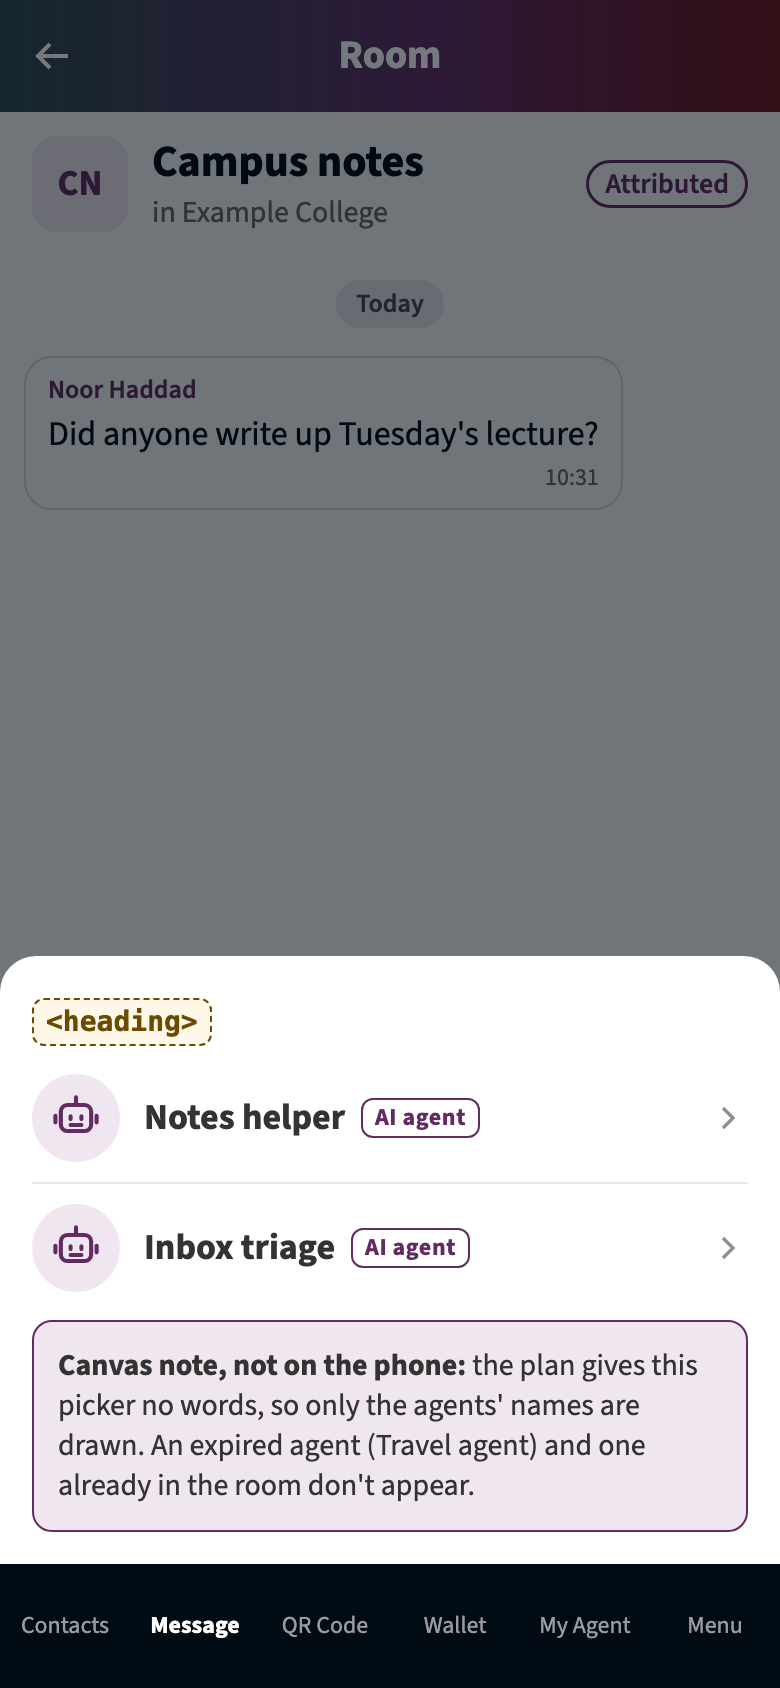 Room
CN
Campus notes
in Example College
Attributed
Today
Noor Haddad
Did anyone write up Tuesday's lecture?
10:31
<heading>
Notes helper
AI agent
Inbox triage
AI agent
Canvas note, not on the phone: the plan gives this
picker no words, so only the agents' names are
drawn. An expired agent (Travel agent) and one
already in the room don't appear.
Contacts
Message
QR Code
Wallet
My Agent
Menu